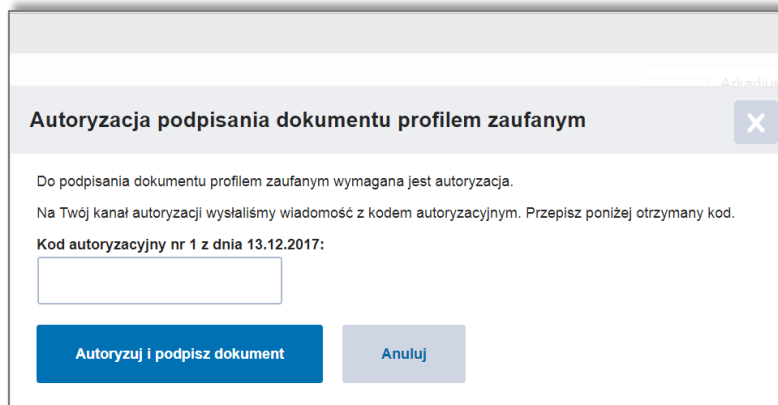 Arkadius
Autoryzacja podpisania dokumentu profilem zaufanym
Do podpisania dokumentu profilem zaufanym wymagana jest autoryzacja.
Na Twój kanał autoryzacji wysłaliśmy wiadomość z kodem autoryzacyjnym. Przepisz poniżej otrzymany kod.
Kod autoryzacyjny nr 1 z dnia 13.12.2017:
Autoryzuj i podpisz dokument
Anuluj